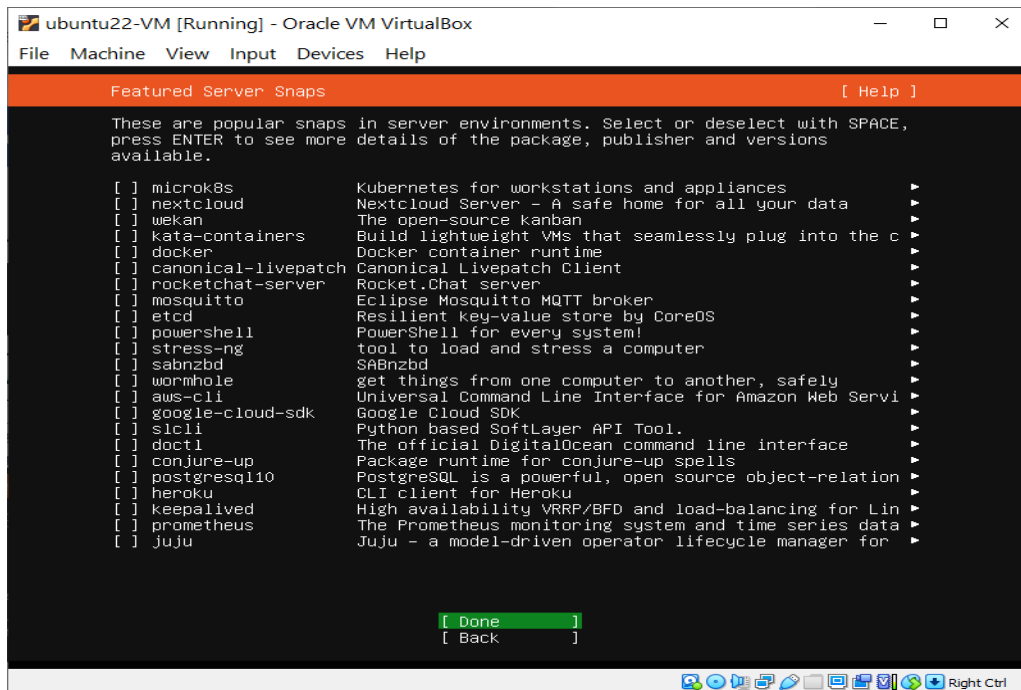 ubuntu22-VM [Running] - Oracle VM VirtualBox
File Machine View Input Devices Help
Featured Server Snaps [ Help ]
These are popular snaps in server environments. Select or deselect with SPACE,
press ENTER to see more details of the package, publisher and versions
available.
[ ] microk8s Kubernetes for workstations and appliances ►
[ ] nextcloud Nextcloud Server - A safe home for all your data ►
[ ] wekan The open-source kanban ►
[ ] kata-containers Build lightweight VMs that seamlessly plug into the c ►
[ ] docker Docker container runtime ►
[ ] canonical-livepatch Canonical Livepatch Client ►
[ ] rocketchat-server Rocket.Chat server ►
[ ] mosquitto Eclipse Mosquitto MQTT broker ►
[ ] etcd Resilient key-value store by CoreOS ►
[ ] powershell PowerShell for every system! ►
[ ] stress-ng tool to load and stress a computer ►
[ ] sabnzbd SABnzbd ►
[ ] wormhole get things from one computer to another, safely ►
[ ] aws-cli Universal Command Line Interface for Amazon Web Servi ►
[ ] google-cloud-sdk Google Cloud SDK ►
[ ] slcli Python based SoftLayer API Tool. ►
[ ] doctl The official DigitalOcean command line interface ►
[ ] conjure-up Package runtime for conjure-up spells ►
[ ] postgresql10 PostgreSQL is a powerful, open source object-relation ►
[ ] heroku CLI client for Heroku ►
[ ] keepalived High availability VRRP/BFD and load-balancing for Lin ►
[ ] prometheus The Prometheus monitoring system and time series data ►
[ ] juju Juju - a model-driven operator lifecycle manager for ►
[ Done ]
[ Back ]
Right Ctrl